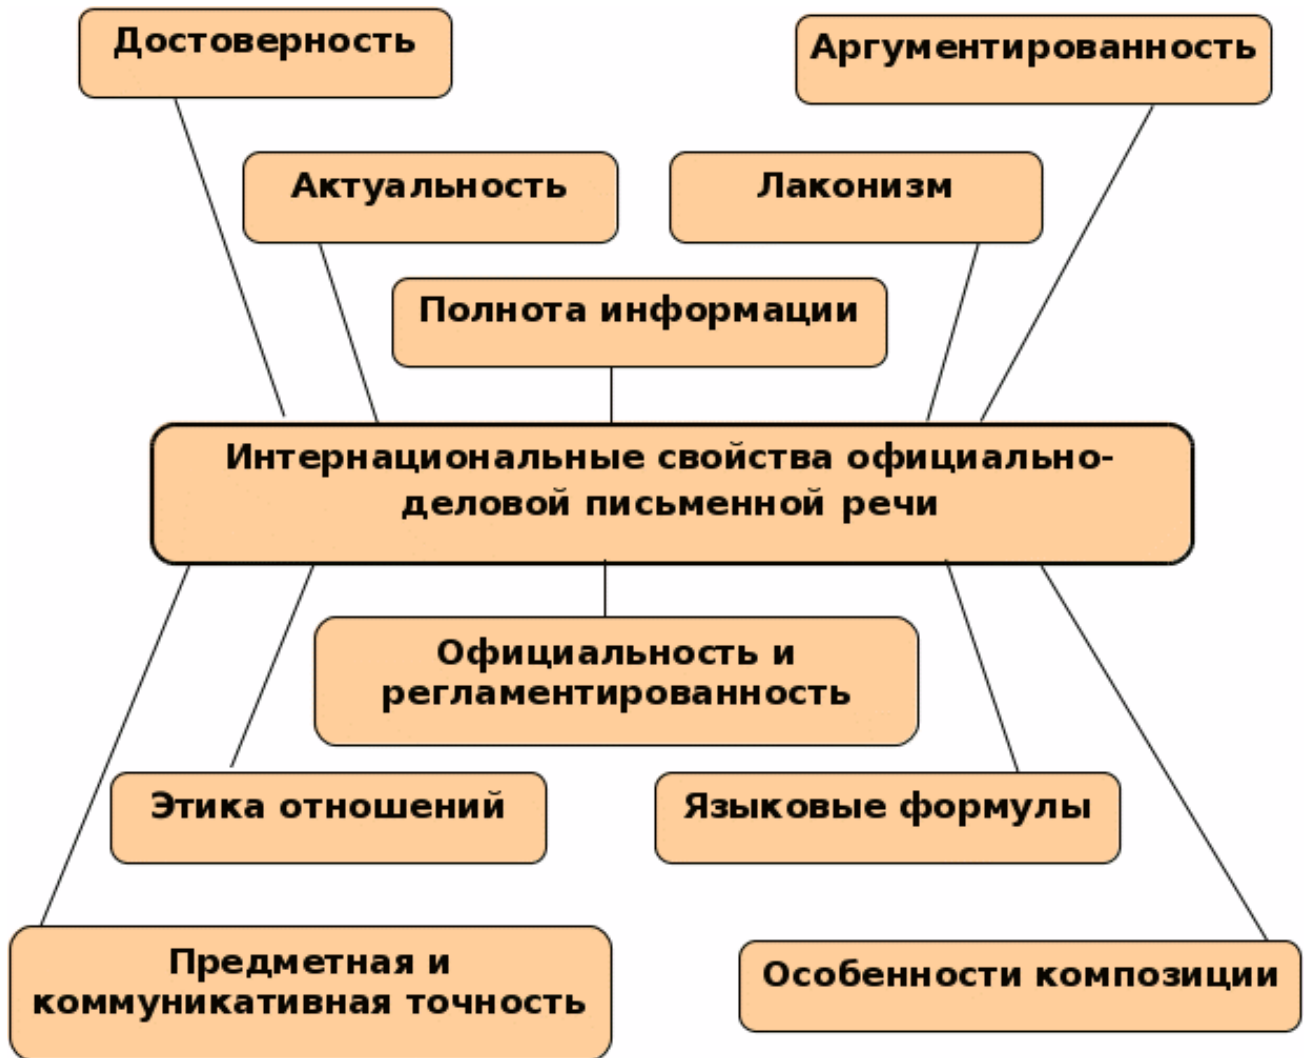 Достоверность
Аргументированность
Актуальность
Лаконизм
Полнота информации
Интернациональные свойства официально-
деловой письменной речи
Официальность и
регламентированность
Этика отношений
Языковые формулы
Предметная и
коммуникативная точность
Особенности композиции